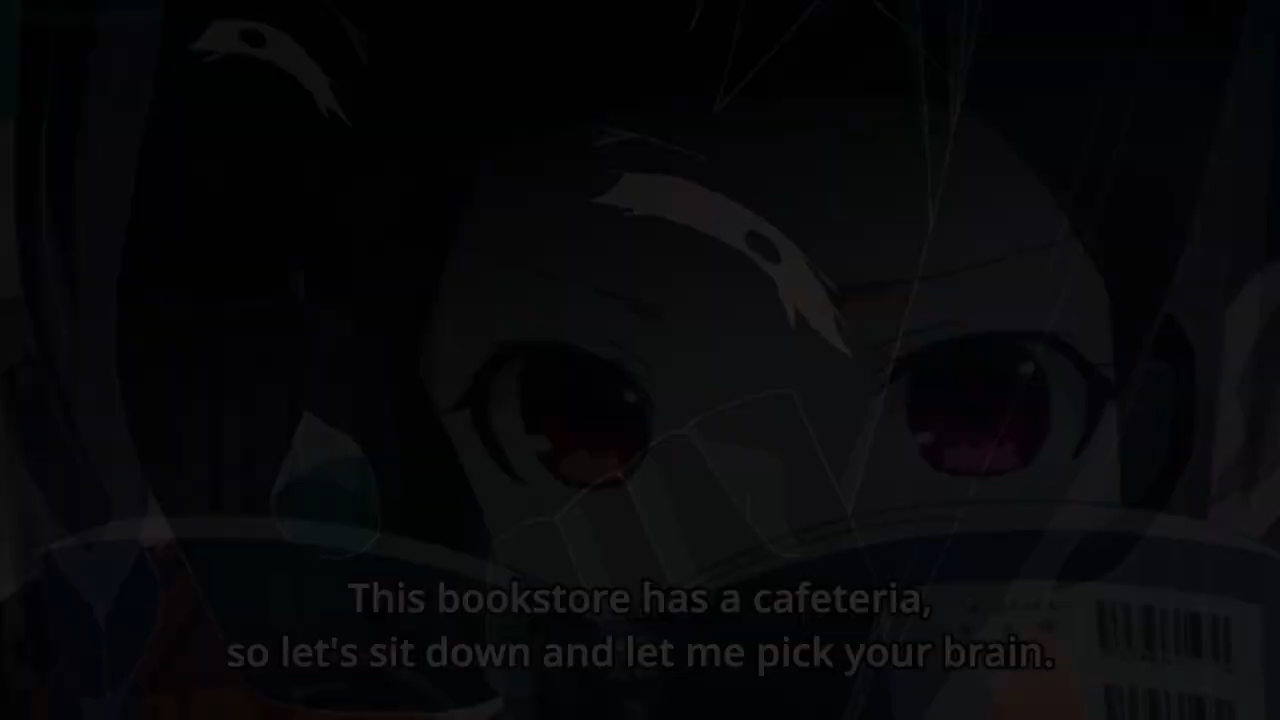 This bookstore has a cafeteria,
so let's sit down and let me pick your brain.